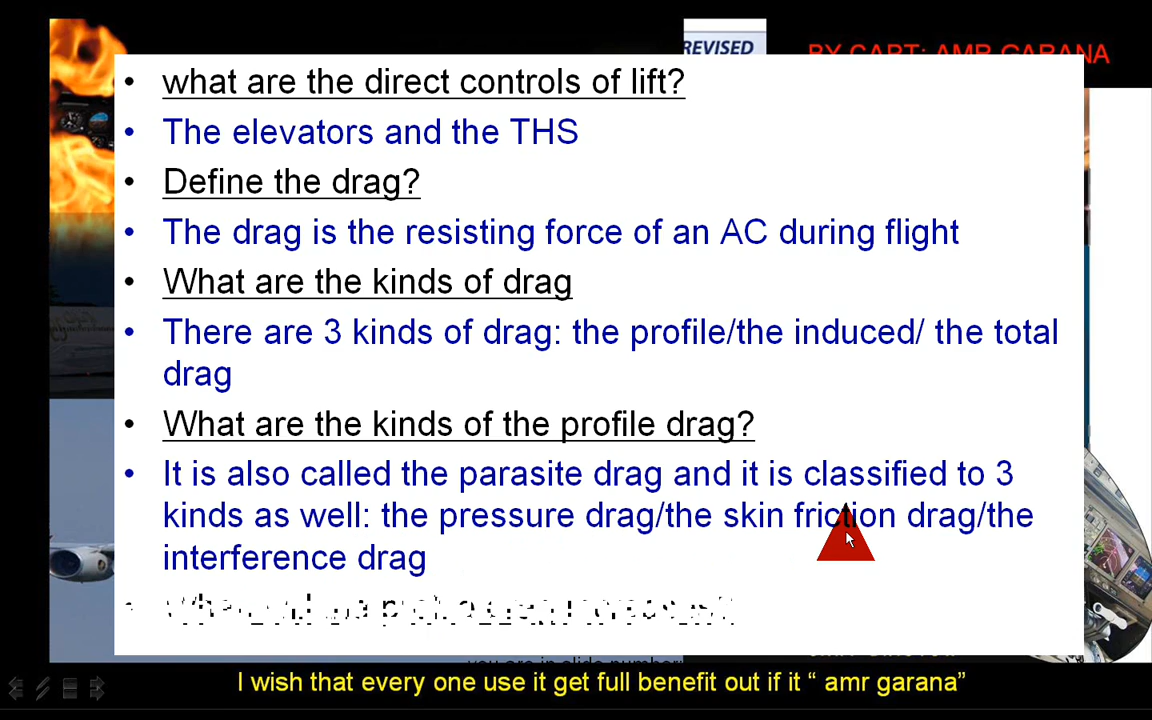 REVISED
BY CAPT: AMR GARANA
• what are the direct controls of lift?
• The elevators and the THS
• Define the drag?
• The drag is the resisting force of an AC during flight
• What are the kinds of drag
• There are 3 kinds of drag: the profile/the induced/ the total
drag
• What are the kinds of the profile drag?
• It is also called the parasite drag and it is classified to 3
kinds as well: the pressure drag/the skin friction drag/the
interference drag
you are in slide number
I wish that every one use it get full benefit out if it “ amr garana”